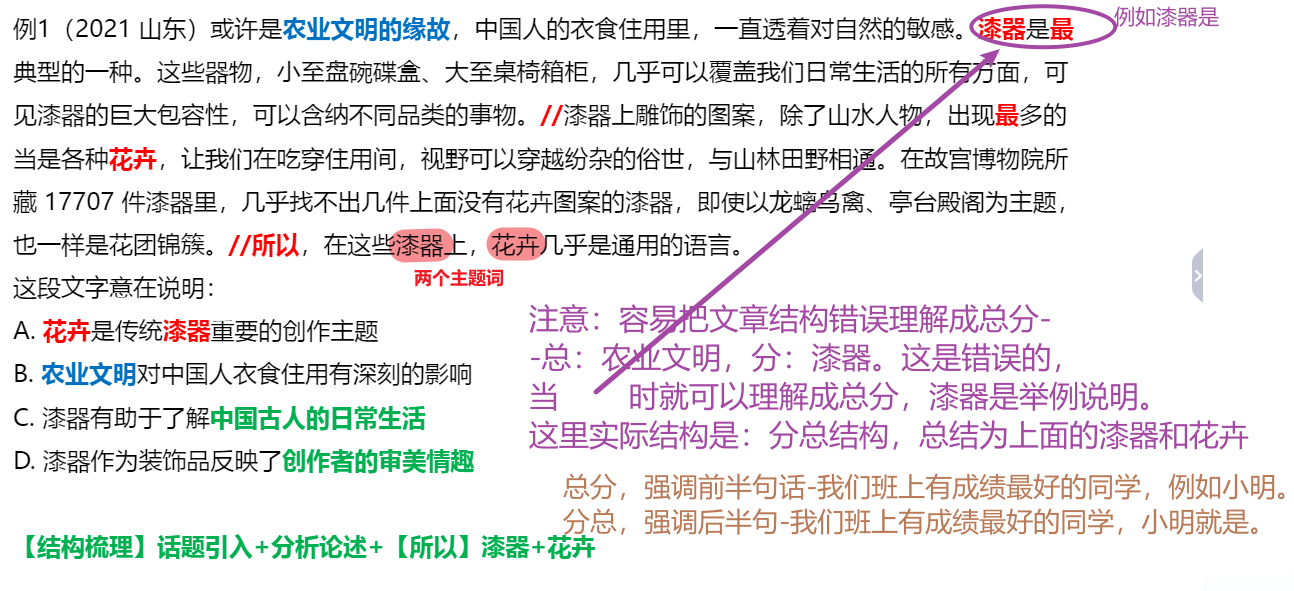 例1（2021 山东）或许是农业文明的缘故，中国人的衣食住用里，一直透着对自然的敏感。漆器是最
例如漆器是
典型的一种。这些器物，小至盘碗碟盒、大至桌椅箱柜，几乎可以覆盖我们日常生活的所有方面，可
见漆器的巨大包容性，可以含纳不同品类的事物。//漆器上雕饰的图案，除了山水人物，出现最多的
当是各种花卉，让我们在吃穿住用间，视野可以穿越纷杂的俗世，与山林田野相通。在故宫博物院所
藏 17707 件漆器里，几乎找不出几件上面没有花卉图案的漆器，即使以龙螭鸟禽、亭台殿阁为主题，
也一样是花团锦簇。//所以，在这些漆器上，花卉几乎是通用的语言。
两个主题词
这段文字意在说明：
A. 花卉是传统漆器重要的创作主题
B. 农业文明对中国人衣食住用有深刻的影响
C. 漆器有助于了解中国古人的日常生活
D. 漆器作为装饰品反映了创作者的审美情趣
注意：容易把文章结构错误理解成总分-
-总：农业文明，分：漆器。这是错误的，
当 时就可以理解成总分，漆器是举例说明。
这里实际结构是：分总结构，总结为上面的漆器和花卉
总分，强调前半句话-我们班上有成绩最好的同学，例如小明。
分总，强调后半句-我们班上有成绩最好的同学，小明就是。
【结构梳理】话题引入+分析论述+【所以】漆器+花卉